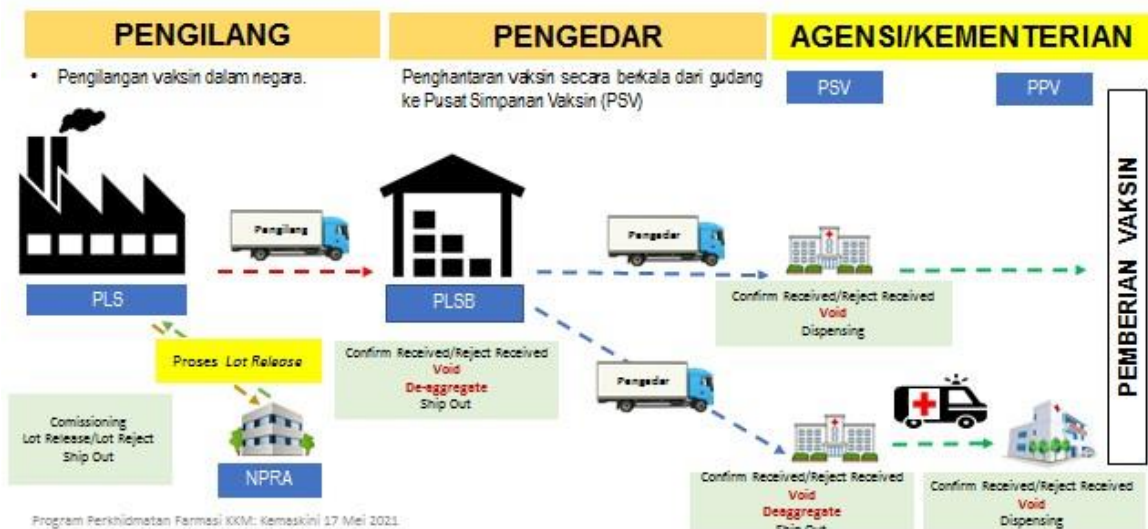 PENGILANG
PENGEDAR
AGENSI/KEMENTERIAN
• Pengilangan vaksin dalam negara.
Penghantaran vaksin secara berkala dari gudang
ke Pusat Simpanan Vaksin (PSV)
PSV
PPV
PEMBERIAN VAKSIN
Pengilang
Pengedar
PLS
PLSB
Confirm Received/Reject Received
Void
Dispensing
Proses Lot Release
Confirm Received/Reject Received
Void
De-aggregate
Ship Out
Pengedar
Comissioning
Lot Release/Lot Reject
Ship Out
NPRA
Confirm Received/Reject Received
Void
Deaggregate
Ship Out
Confirm Received/Reject Received
Void
Dispensing
Program Perkhidmatan Farmasi KKM: Kemaskini 17 Mei 2021